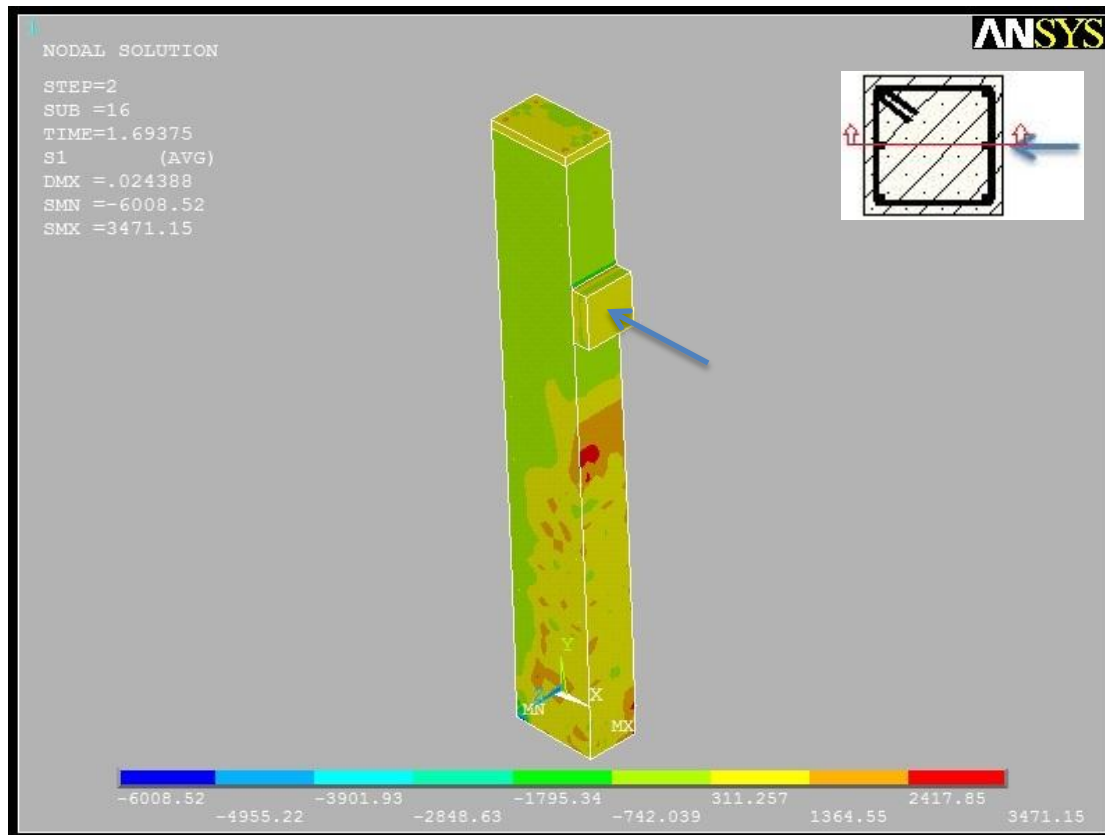 ANSYS
NODAL SOLUTION
STEP=2
SUB =16
TIME=1.69375
S1 (AVG)
DMX =.024388
SMN =-6008.52
SMX =3471.15
Y
Z
X
MN
MX
-6008.52 -3901.93 -1795.34 311.257 2417.85
-4955.22 -2848.63 -742.039 1364.55 3471.15